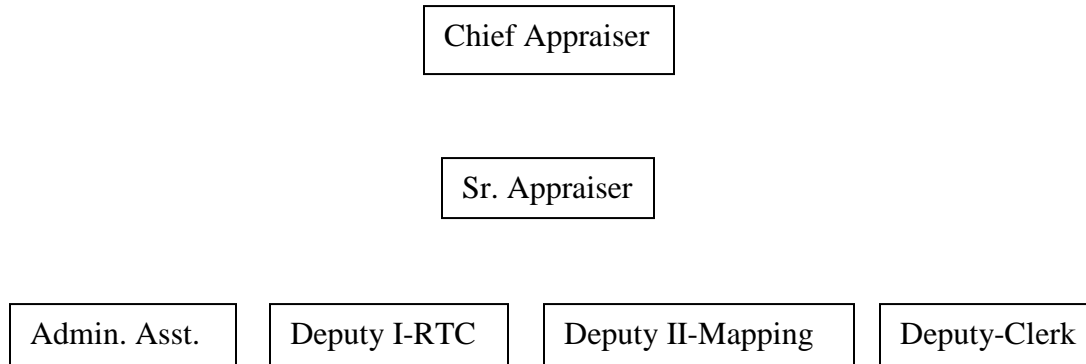 Chief Appraiser
Sr. Appraiser
Admin. Asst.
Deputy I-RTC
Deputy II-Mapping
Deputy-Clerk